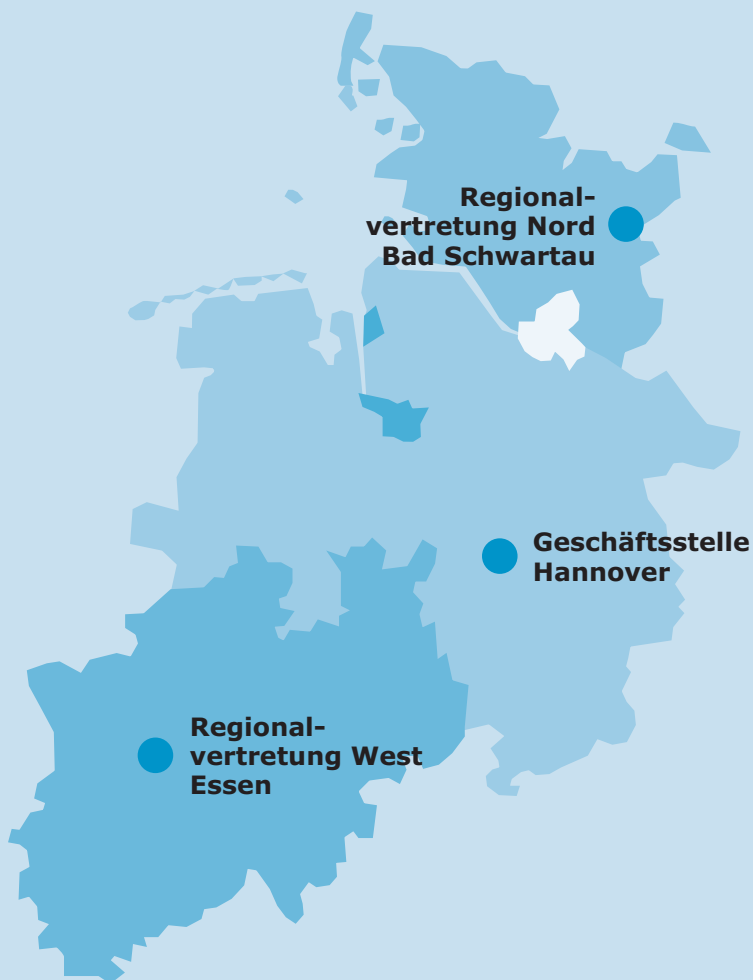 Regional-
vertretung Nord
Bad Schwartau
Geschäftsstelle
Hannover
Regional-
vertretung West
Essen